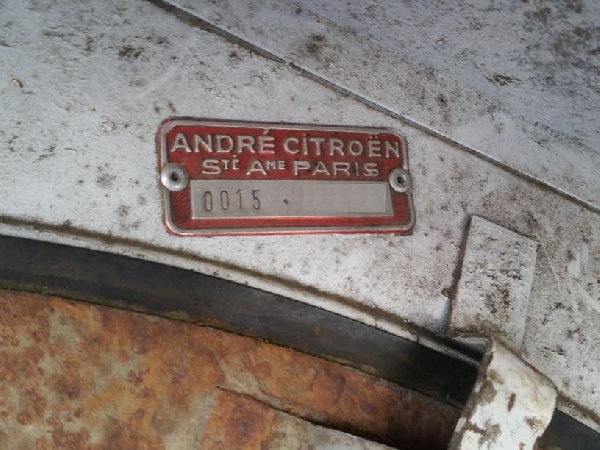 ANDRÉ CITROËN
STÉ AME PARIS
0015